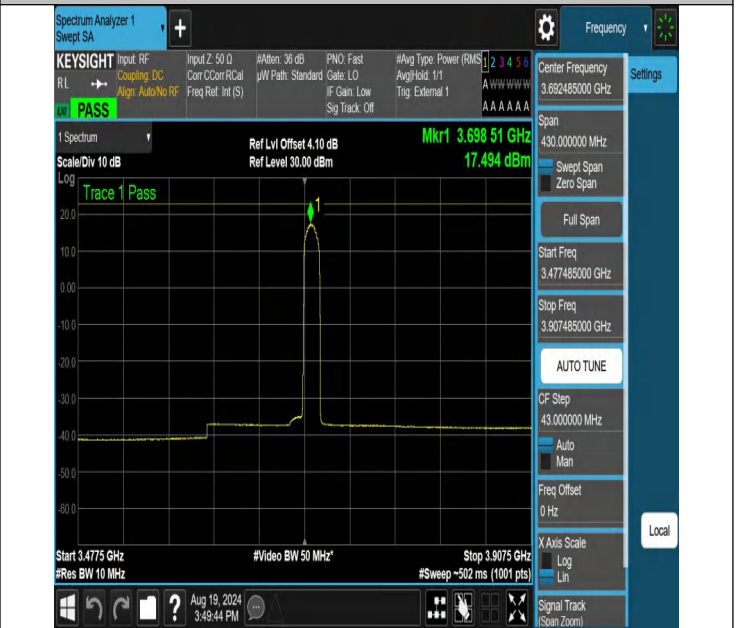 Spectrum Analyzer 1
Swept SA
+
Frequency
KEYSIGHT
RL
PASS
Input: RF
Coupling: DC
Align: Auto/No RF
Input Z: 50 Ω
Corr CCorr RCal
Freq Ref: Int (S)
#Atten: 36 dB
µW Path: Standard
PNO: Fast
Gate: LO
IF Gain: Low
Sig Track: Off
#Avg Type: Power (RMS
Avg|Hold: 1/1
Trig: External 1
1 2 3 4 5 6
A W W W W W
A A A A A A
1 Spectrum
Scale/Div 10 dB
Ref Lvl Offset 4.10 dB
Ref Level 30.00 dBm
Mkr1 3.698 51 GHz
17.494 dBm
Log
Trace 1 Pass
1
20.0
10.0
0.00
-10.0
-20.0
-30.0
-40.0
-50.0
-60.0
Start 3.4775 GHz
#Res BW 10 MHz
#Video BW 50 MHz*
Stop 3.9075 GHz
#Sweep ~502 ms (1001 pts)
Aug 19, 2024
3:49:44 PM
?
Center Frequency
3.692485000 GHz
Settings
Span
430.000000 MHz
Swept Span
Zero Span
Full Span
Start Freq
3.477485000 GHz
Stop Freq
3.907485000 GHz
AUTO TUNE
CF Step
43.000000 MHz
Auto
Man
Freq Offset
0 Hz
Local
X Axis Scale
Log
Lin
Signal Track
(Span Zoom)